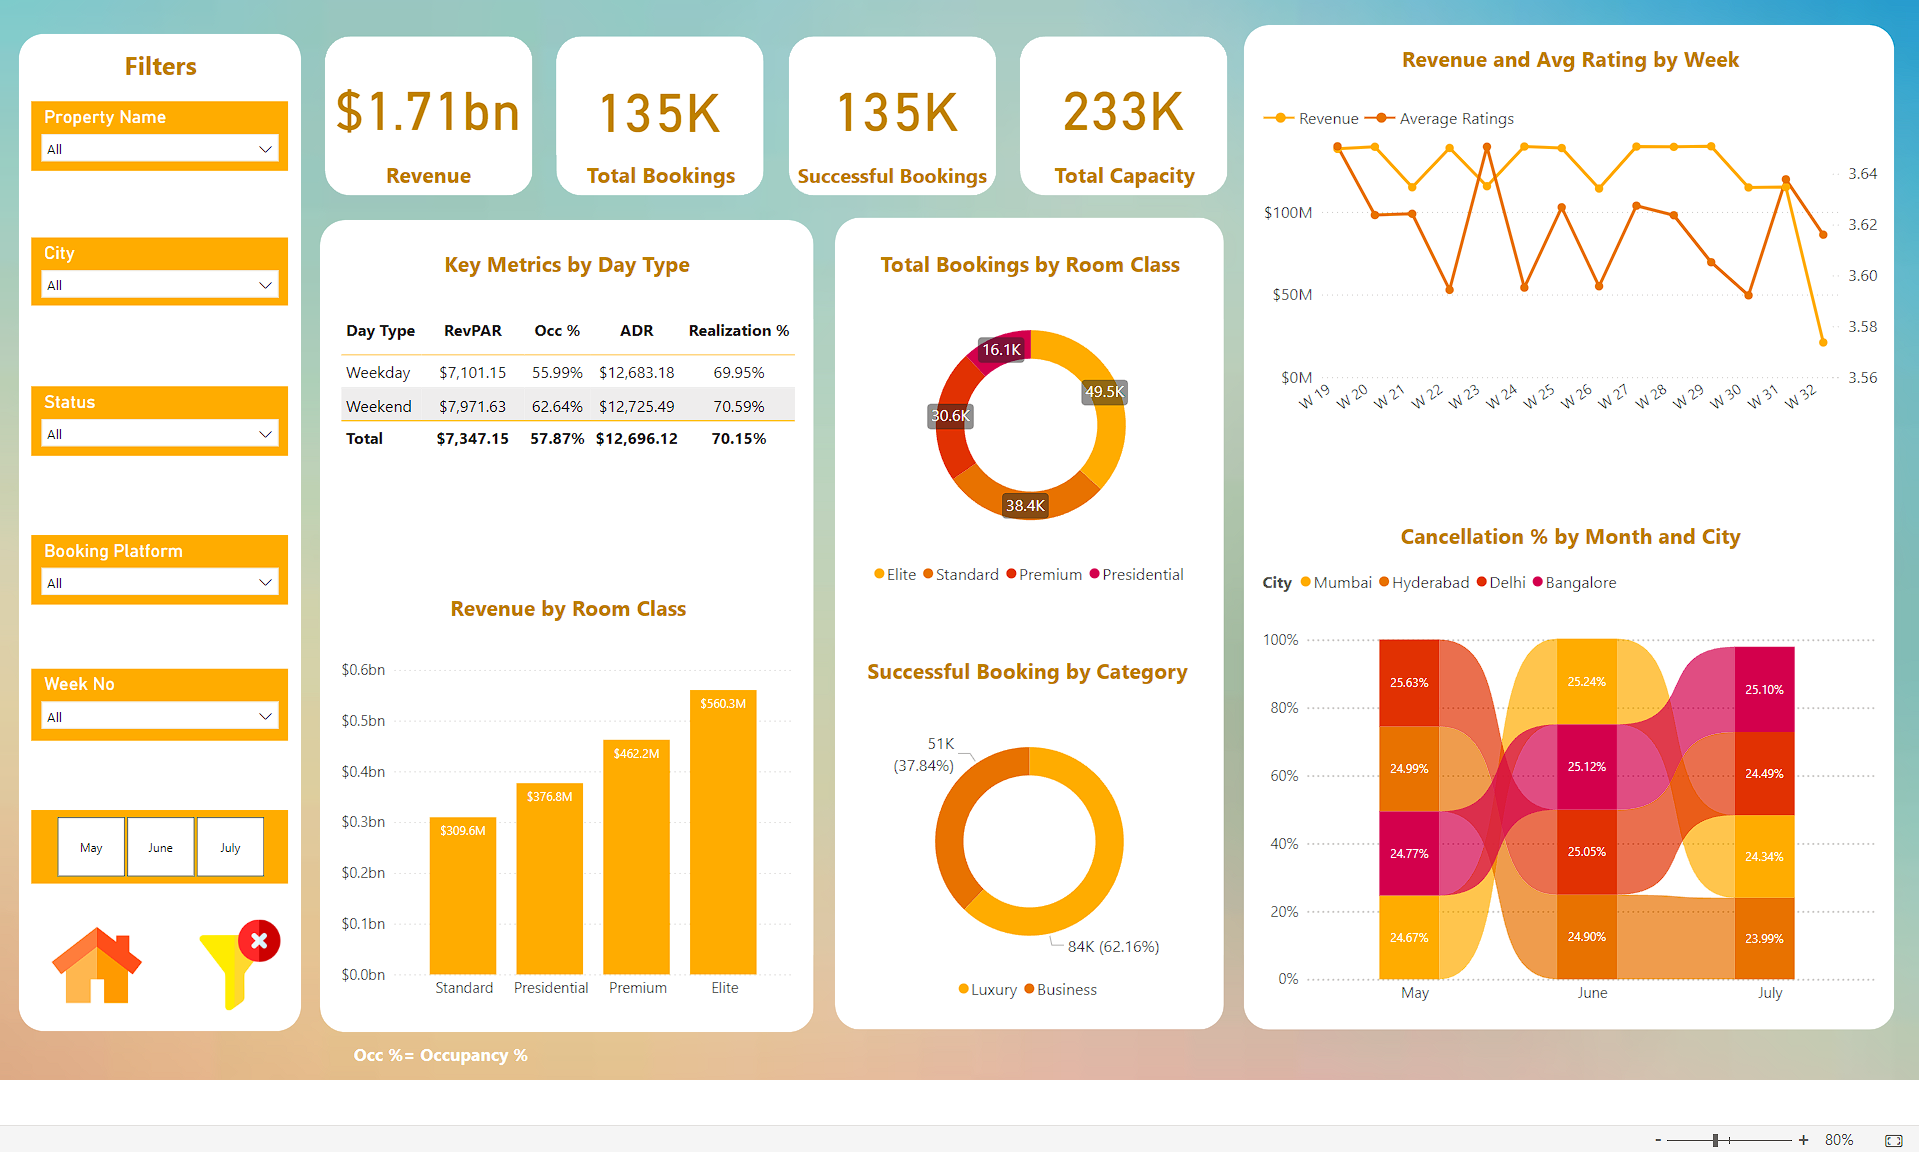 Filters
Property Name
All
City
All
Status
All
Booking Platform
All
Week No
All
May June July
$1.71bn
Revenue
135K
Total Bookings
135K
Successful Bookings
233K
Total Capacity
Key Metrics by Day Type
Day Type RevPAR Occ % ADR Realization %
Weekday $7,101.15 55.99% $12,683.18 69.95%
Weekend $7,971.63 62.64% $12,725.49 70.59%
Total $7,347.15 57.87% $12,696.12 70.15%
Revenue by Room Class
$0.6bn
$0.5bn
$0.4bn
$0.3bn
$0.2bn
$0.1bn
$0.0bn
$309.6M
$376.8M
$462.2M
$560.3M
Standard Presidential Premium Elite
Occ %= Occupancy %
Total Bookings by Room Class
16.1K
49.5K
30.6K
38.4K
Elite Standard Premium Presidential
Successful Booking by Category
51K
(37.84%)
84K (62.16%)
Luxury Business
Revenue and Avg Rating by Week
Revenue Average Ratings
$100M
$50M
$0M
3.64
3.62
3.60
3.58
3.56
W 19 W 20 W 21 W 22 W 23 W 24 W 25 W 26 W 27 W 28 W 29 W 30 W 31 W 32
Cancellation % by Month and City
City Mumbai Hyderabad Delhi Bangalore
100%
80%
60%
40%
20%
0%
25.63%
24.99%
24.77%
24.67%
25.24%
25.12%
25.05%
24.90%
25.10%
24.49%
24.34%
23.99%
May June July
- + 80%